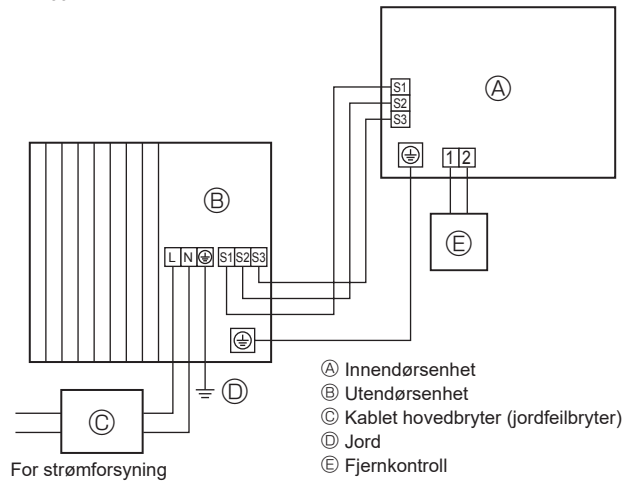 S1
S2
S3
Ⓐ
⏚
1 2
Ⓑ
Ⓔ
L N ⏚ S1 S2 S3
⏚
Ⓓ
Ⓒ
For strømforsyning
Ⓐ Innendørsenhet
Ⓑ Utendørsenhet
Ⓒ Kablet hovedbryter (jordfeilbryter)
Ⓓ Jord
Ⓔ Fjernkontroll